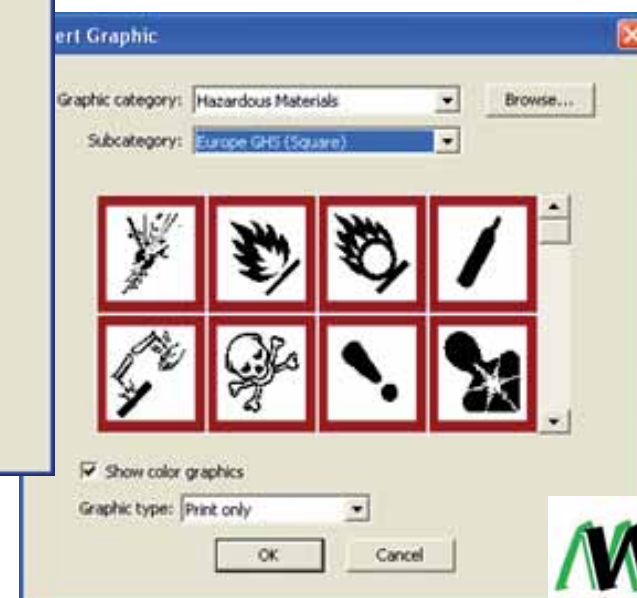 ert Graphic
Graphic category: Hazardous Materials Browse...
Subcategory: Europe GHS (Square)
Show color graphics
Graphic type: Print only
OK Cancel